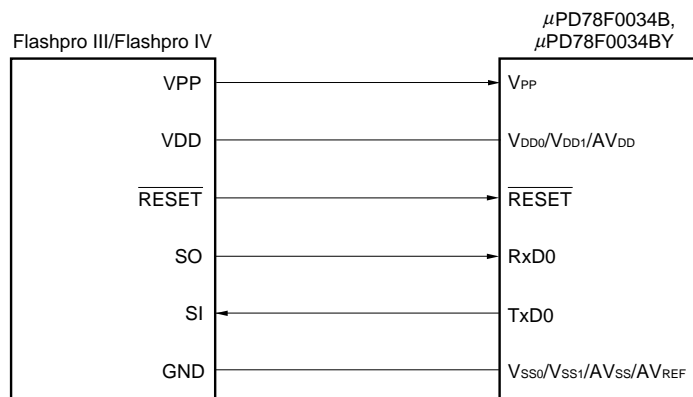 μPD78F0034B,
Flashpro III/Flashpro IV μPD78F0034BY
VPP VPP
VDD VDD0/VDD1/AVDD
RESET RESET
SO RxD0
SI TxD0
GND VSS0/VSS1/AVSS/AVREF